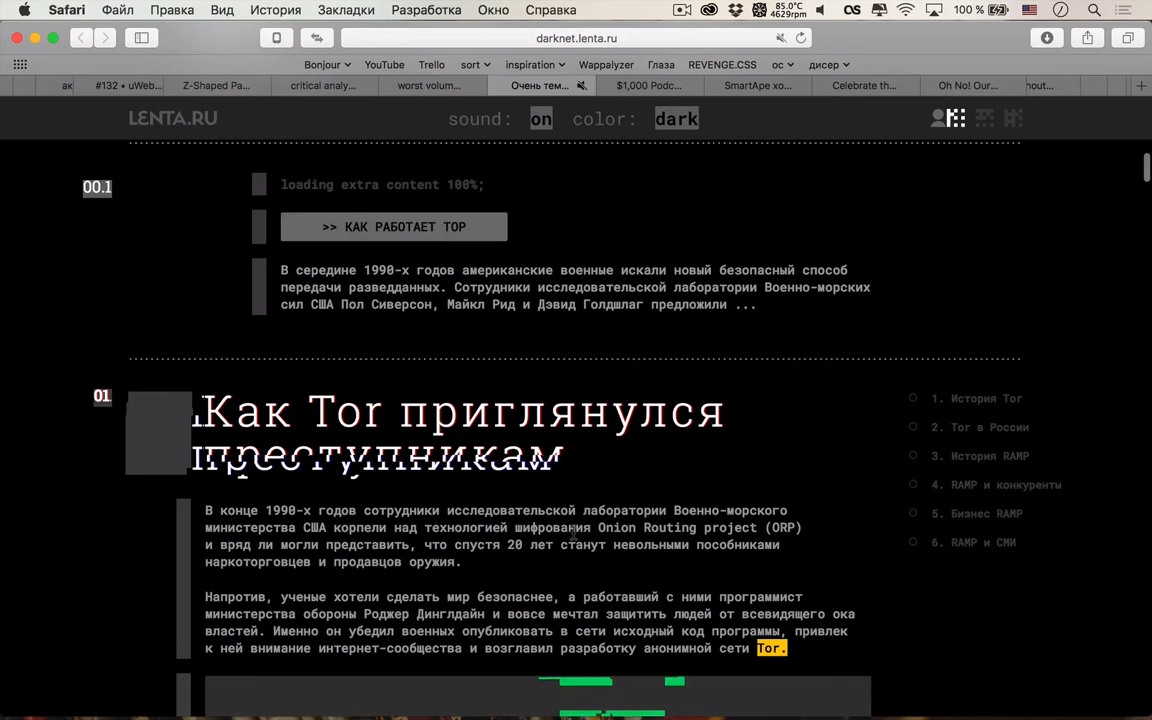 Safari Файл Правка Вид История Закладки Разработка Окно Справка
85.0°C
4629rpm
100 %
darknet.lenta.ru
Bonjour YouTube Trello sort inspiration Wappalyzer Глаза REVENGE.CSS ос дисер
ак #132 • uWeb... Z-Shaped Pa... critical analy... worst volum... Очень тем... $1,000 Podc... SmartApe хо... Celebrate th... Oh No! Our... nout...
LENTA.RU sound: on color: dark
00.1
loading extra content 100%;
>> КАК РАБОТАЕТ ТОР
В середине 1990-х годов американские военные искали новый безопасный способ
передачи разведданных. Сотрудники исследовательской лаборатории Военно-морских
сил США Пол Сиверсон, Майкл Рид и Дэвид Голдшлаг предложили ...
01
Как Tor приглянулся
преступникам
1. История Tor
2. Tor в России
3. История RAMP
4. RAMP и конкуренты
5. Бизнес RAMP
6. RAMP и СМИ
В конце 1990-х годов сотрудники исследовательской лаборатории Военно-морского
министерства США корпели над технологией шифрования Onion Routing project (ORP)
и вряд ли могли представить, что спустя 20 лет станут невольными пособниками
наркоторговцев и продавцов оружия.
Напротив, ученые хотели сделать мир безопаснее, а работавший с ними программист
министерства обороны Роджер Динглдайн и вовсе мечтал защитить людей от всевидящего ока
властей. Именно он убедил военных опубликовать в сети исходный код программы, привлек
к ней внимание интернет-сообщества и возглавил разработку анонимной сети Tor.